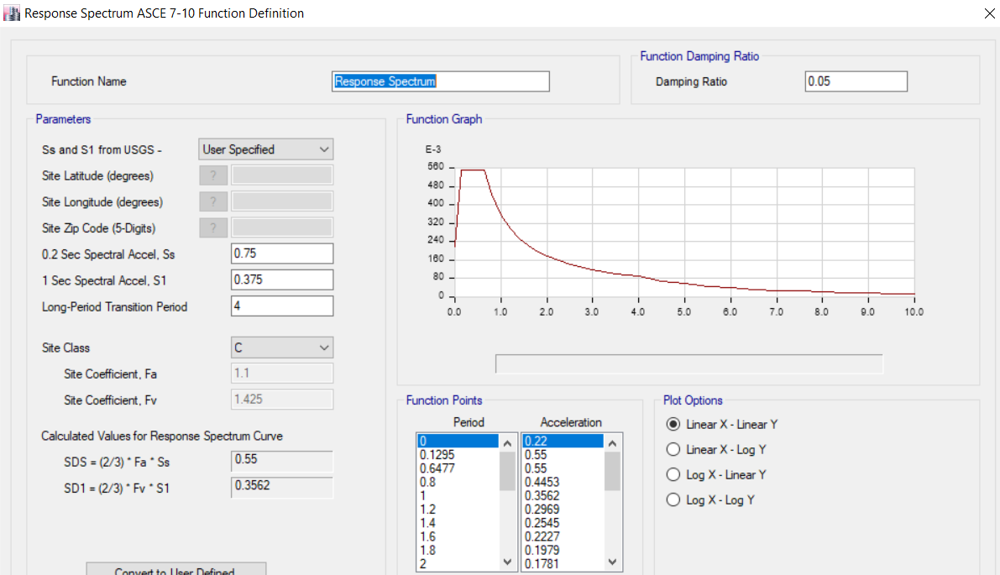 Response Spectrum ASCE 7-10 Function Definition
Function Name
Response Spectrum
Function Damping Ratio
Damping Ratio
0.05
Parameters
Ss and S1 from USGS -
User Specified
Site Latitude (degrees)
?
Site Longitude (degrees)
?
Site Zip Code (5-Digits)
?
0.2 Sec Spectral Accel, Ss
0.75
1 Sec Spectral Accel, S1
0.375
Long-Period Transition Period
4
Site Class
C
Site Coefficient, Fa
1.1
Site Coefficient, Fv
1.425
Calculated Values for Response Spectrum Curve
SDS = (2/3) * Fa * Ss
0.55
SD1 = (2/3) * Fv * S1
0.3562
Convert to User Defined
Function Graph
E-3
560
480
400
320
240
160
80
0
0.0 1.0 2.0 3.0 4.0 5.0 6.0 7.0 8.0 9.0 10.0
Function Points
Period Acceleration
0 0.22
0.1295 0.55
0.6477 0.55
0.8 0.4453
1 0.3562
1.2 0.2969
1.4 0.2545
1.6 0.2227
1.8 0.1979
2 0.1781
Plot Options
Linear X - Linear Y
Linear X - Log Y
Log X - Linear Y
Log X - Log Y